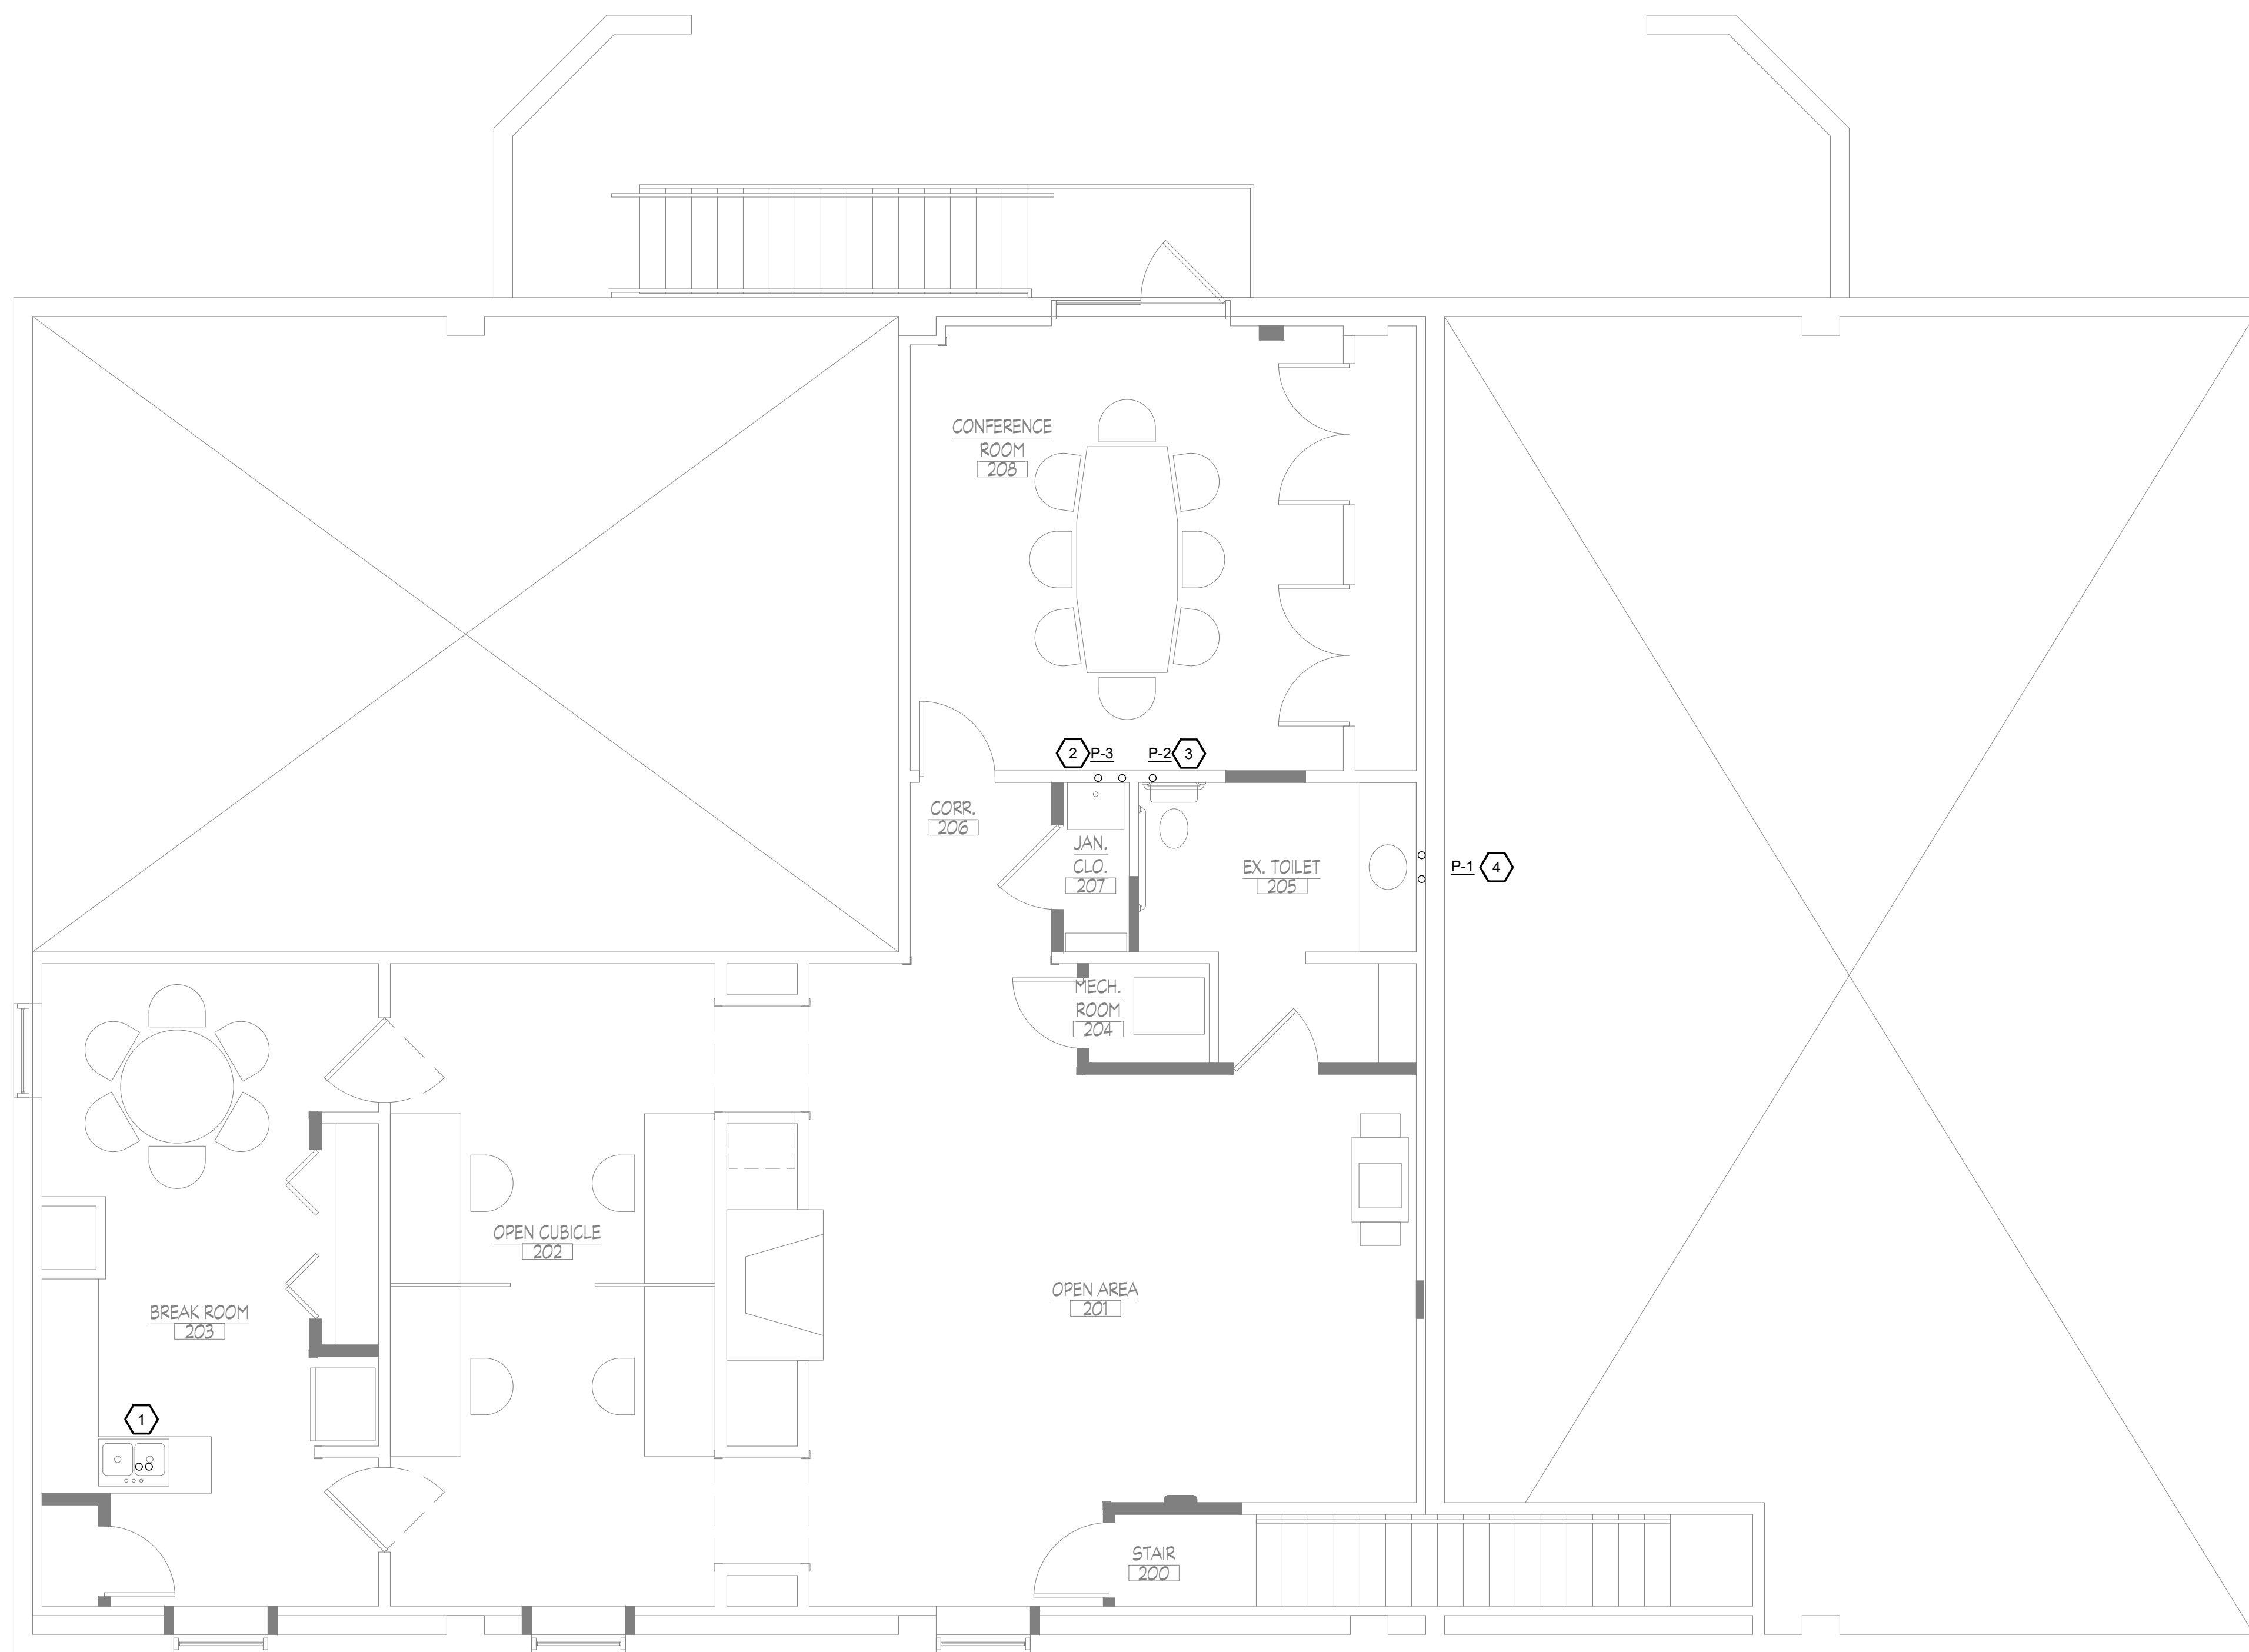 CONFERENCE
ROOM
208
2 P-3
P-2 3
CORR.
206
JAN.
CLO.
207
EX. TOILET
205
P-1 4
MECH.
ROOM
204
OPEN CUBICLE
202
OPEN AREA
201
BREAK ROOM
203
1
STAIR
200